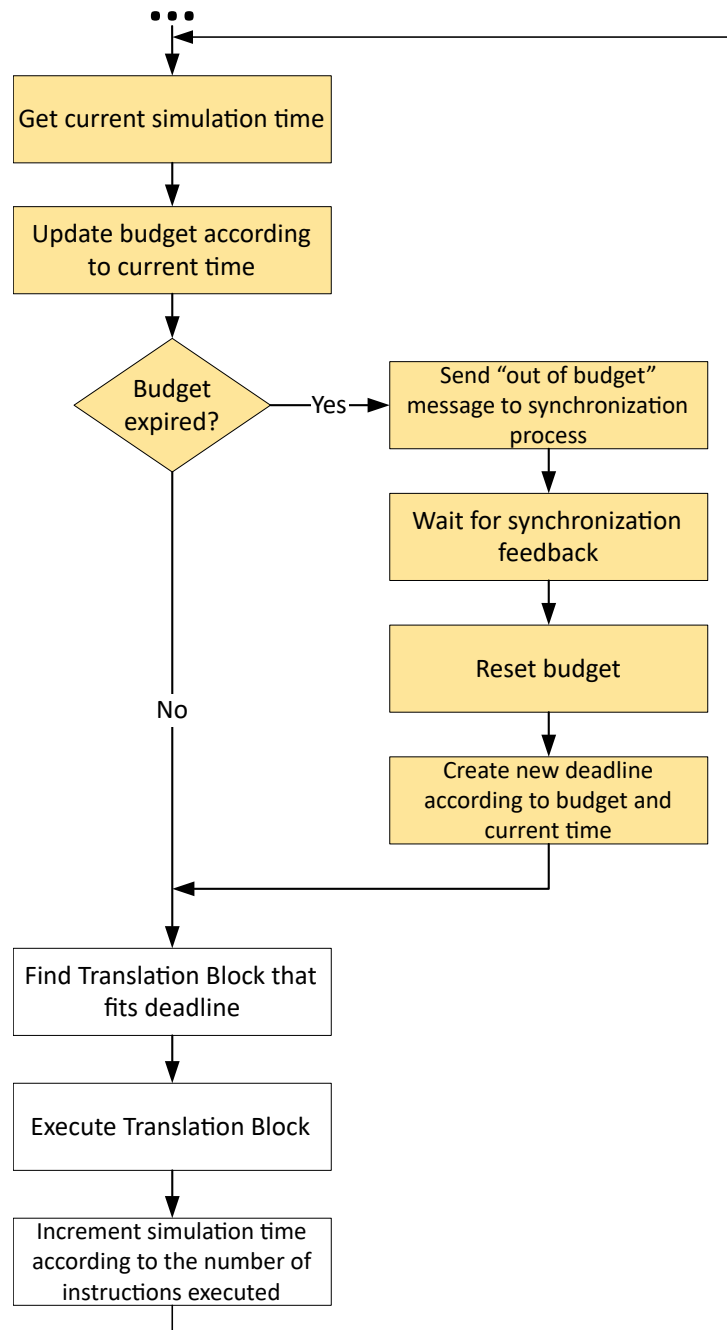 ...
Get current simulation time
Update budget according
to current time
Budget
expired?
Yes
Send “out of budget”
message to synchronization
process
Wait for synchronization
feedback
Reset budget
No
Create new deadline
according to budget and
current time
Find Translation Block that
fits deadline
Execute Translation Block
Increment simulation time
according to the number of
instructions executed